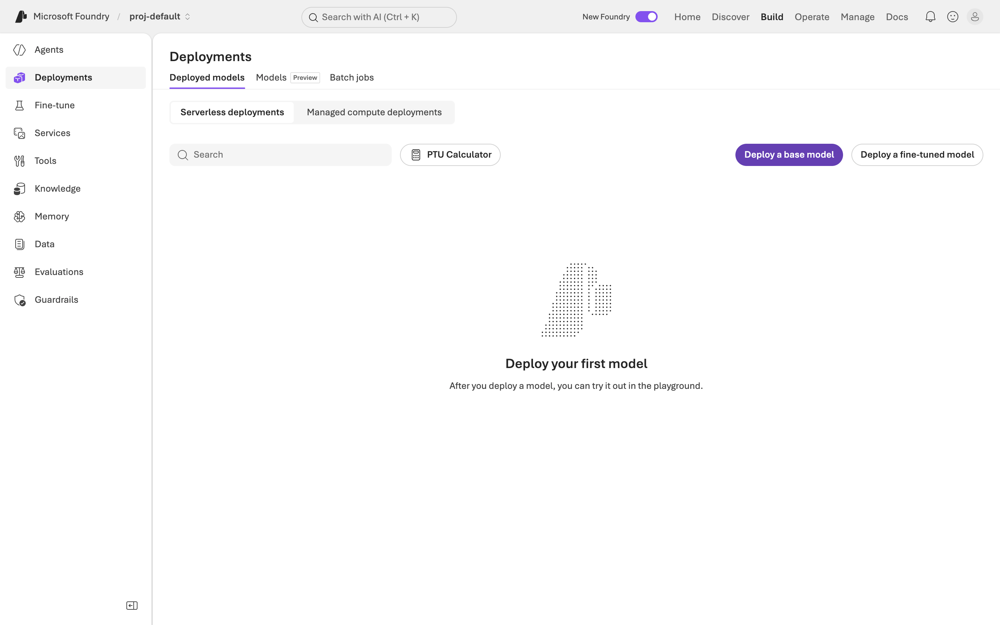 Microsoft Foundry / proj-default
Search with AI (Ctrl + K)
New Foundry
Home
Discover
Build
Operate
Manage
Docs
Agents
Deployments
Fine-tune
Services
Tools
Knowledge
Memory
Data
Evaluations
Guardrails
Deployments
Deployed models
Models Preview
Batch jobs
Serverless deployments
Managed compute deployments
Search
PTU Calculator
Deploy a base model
Deploy a fine-tuned model
Deploy your first model
After you deploy a model, you can try it out in the playground.